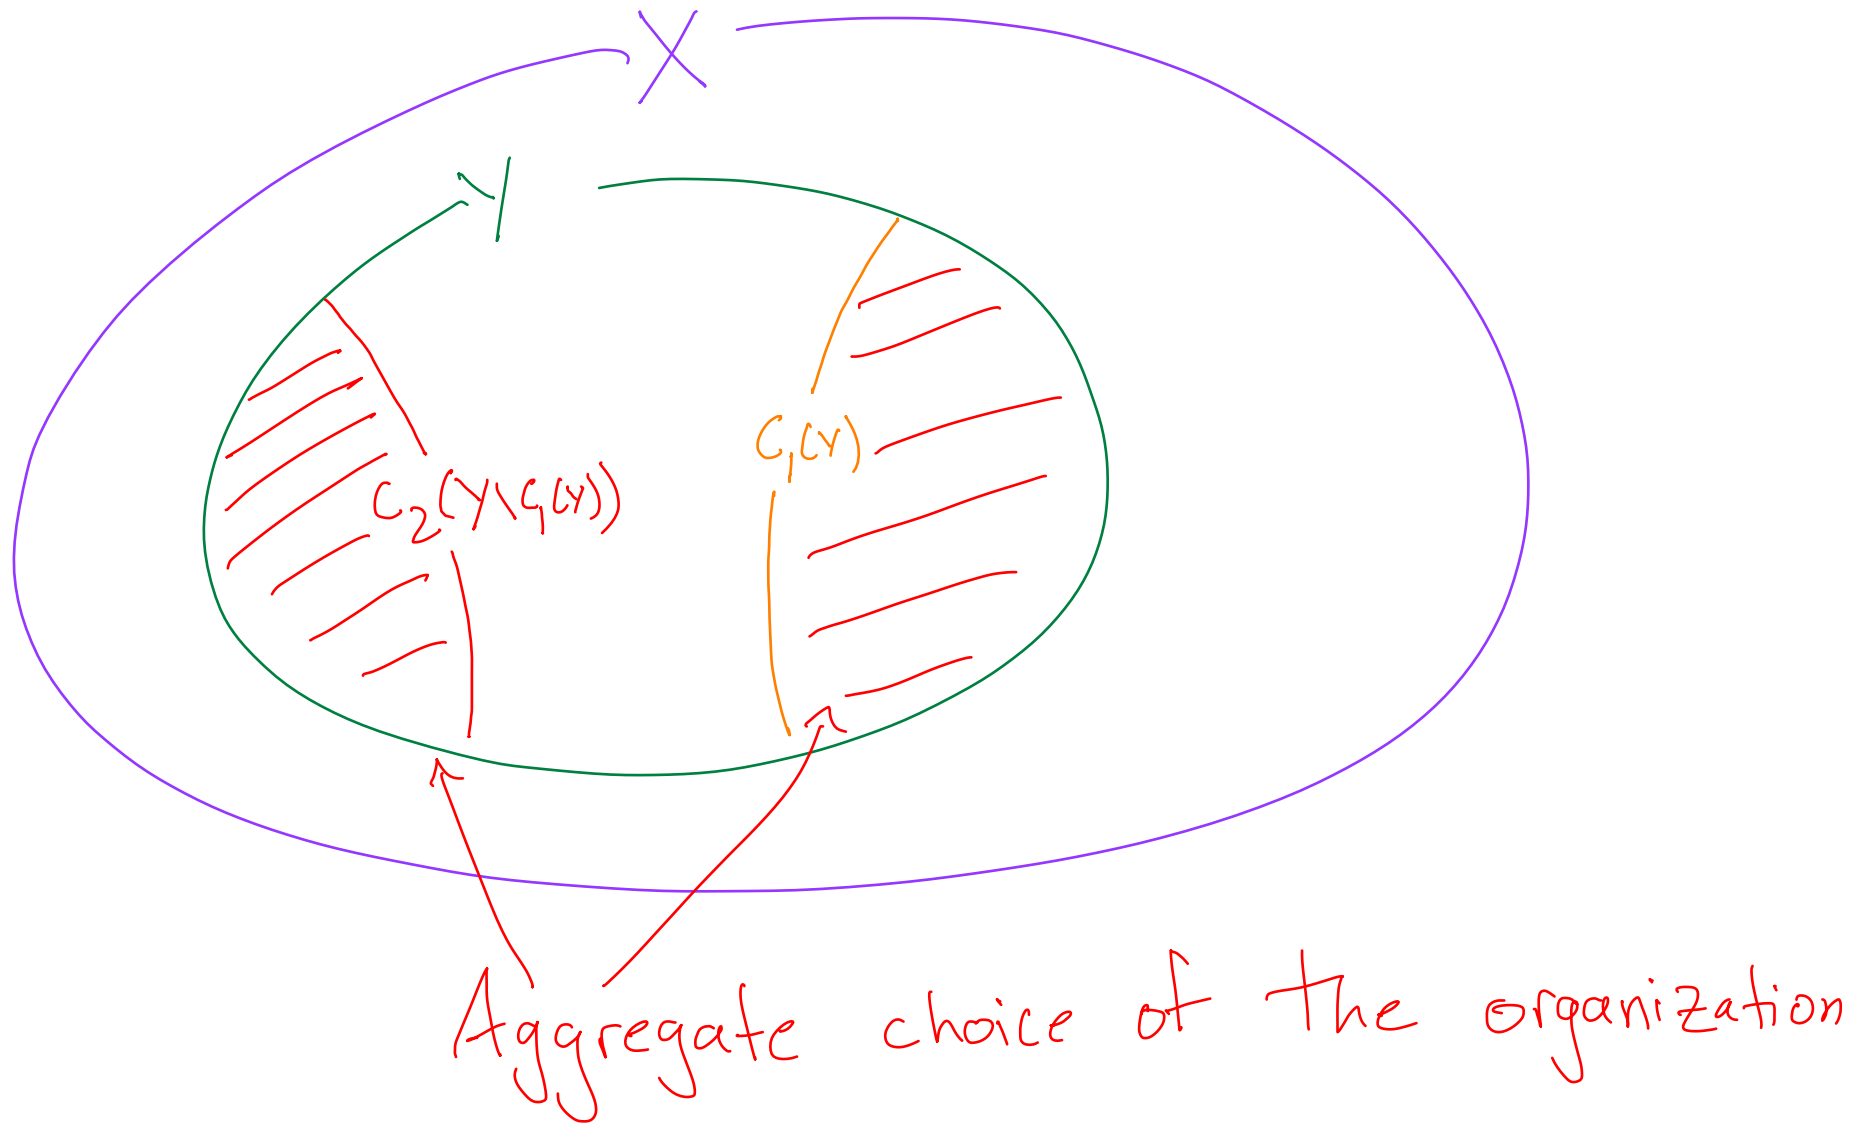 X
Y
C₁(Y)
C₂(Y\C₁(Y))
Aggregate choice of the organization